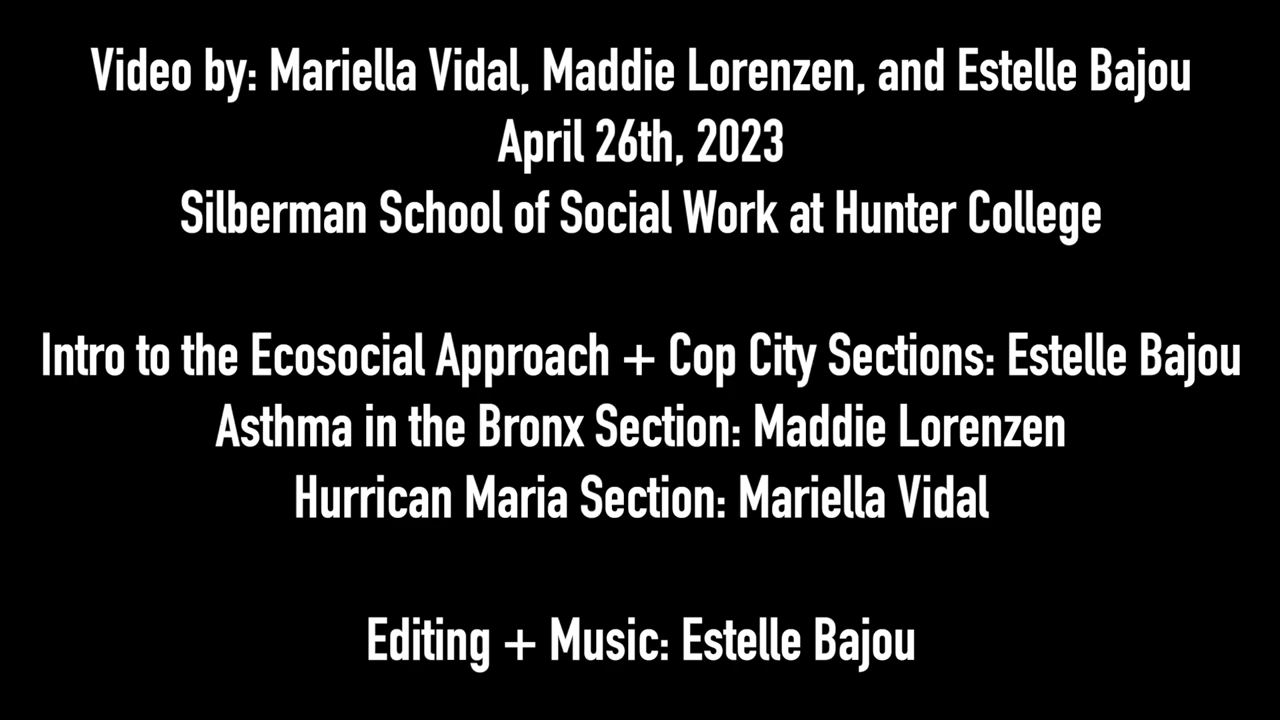 Video by: Mariella Vidal, Maddie Lorenzen, and Estelle Bajou
April 26th, 2023
Silberman School of Social Work at Hunter College
Intro to the Ecosocial Approach + Cop City Sections: Estelle Bajou
Asthma in the Bronx Section: Maddie Lorenzen
Hurrican Maria Section: Mariella Vidal
Editing + Music: Estelle Bajou